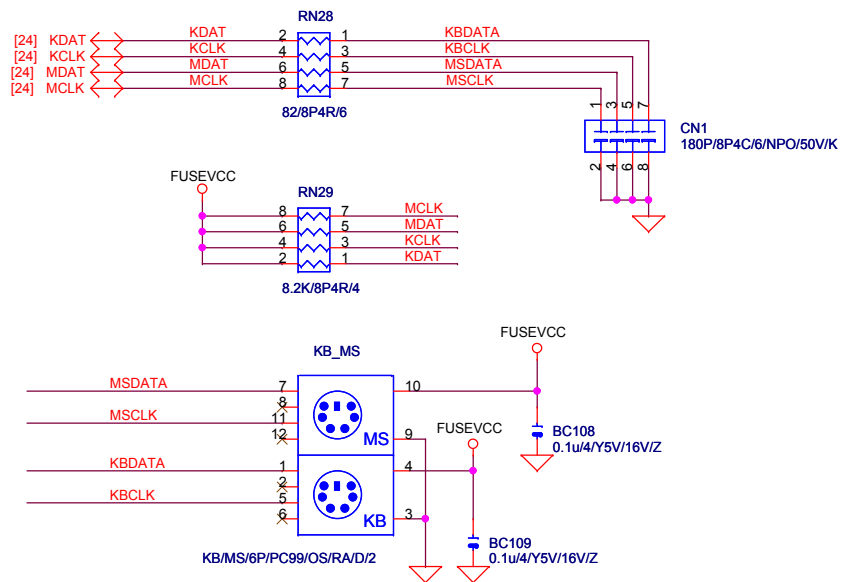 RN28
[24] KDAT KDAT 2 1 KBDATA
[24] KCLK KCLK 4 3 KBCLK
[24] MDAT MDAT 6 5 MSDATA
[24] MCLK MCLK 8 7 MSCLK
82/8P4R/6
1 3 5 7
CN1
180P/8P4C/6/NPO/50V/K
2 4 6 8
FUSEVCC
RN29
8 7 MCLK
6 5 MDAT
4 3 KCLK
2 1 KDAT
8.2K/8P4R/4
FUSEVCC
KB_MS
MSDATA 7 10
8
MSCLK 11
12 MS 9
FUSEVCC
BC108
0.1u/4/Y5V/16V/Z
KBDATA 1 4
2
KBCLK 5
6 KB 3
BC109
0.1u/4/Y5V/16V/Z
KB/MS/6P/PC99/OS/RA/D/2